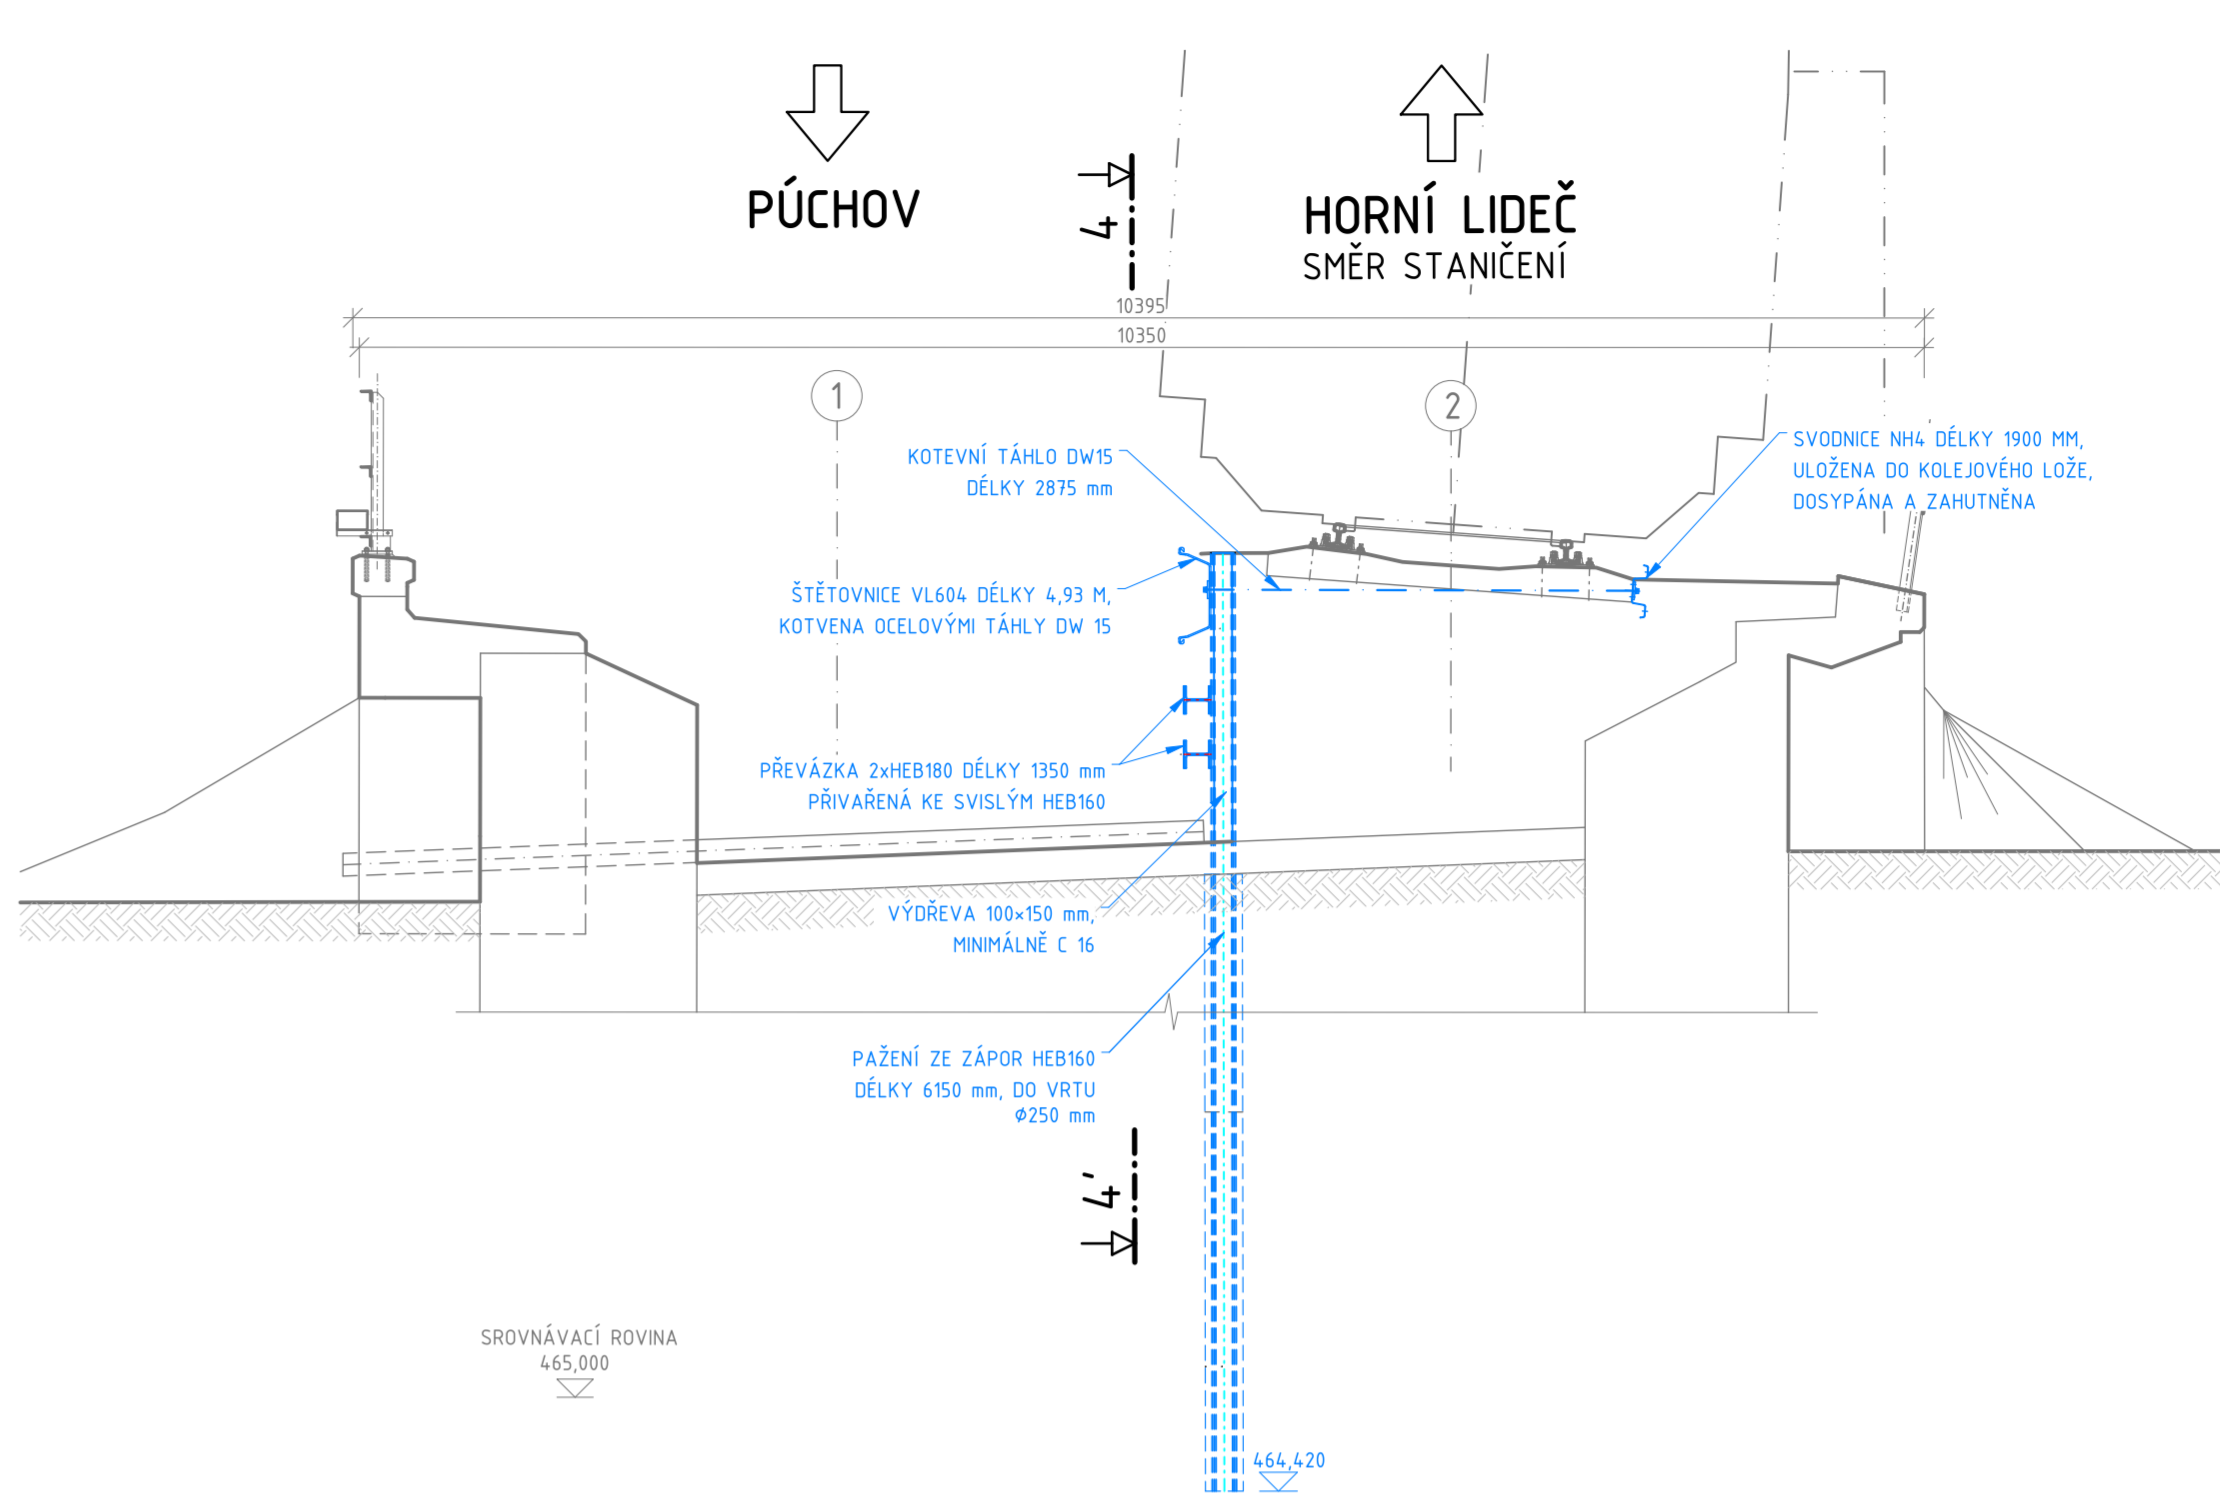 PÚCHOV
4
HORNÍ LIDEČ
SMĚR STANIČENÍ
10395
10350
1
2
KOTEVNÍ TÁHLO DW15
DÉLKY 2875 mm
SVODNICE NH4 DÉLKY 1900 MM,
ULOŽENA DO KOLEJOVÉHO LOŽE,
DOSYPÁNA A ZAHUTNĚNA
ŠTĚTOVNICE VL604 DÉLKY 4,93 M,
KOTVENA OCELOVÝMI TÁHLY DW 15
PŘEVÁZKA 2xHEB180 DÉLKY 1350 mm
PŘIVAŘENÁ KE SVISLÝM HEB160
VÝDŘEVA 100×150 mm,
MINIMÁLNĚ C 16
PAŽENÍ ZE ZÁPOR HEB160
DÉLKY 6150 mm, DO VRTU
Ø250 mm
4'
SROVNÁVACÍ ROVINA
465,000
464,420